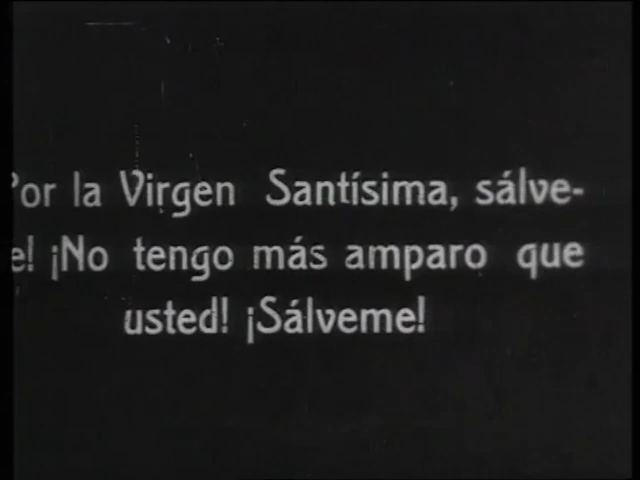 Por la Virgen Santísima, sálve-
e! ¡No tengo más amparo que
usted! ¡Sálveme!